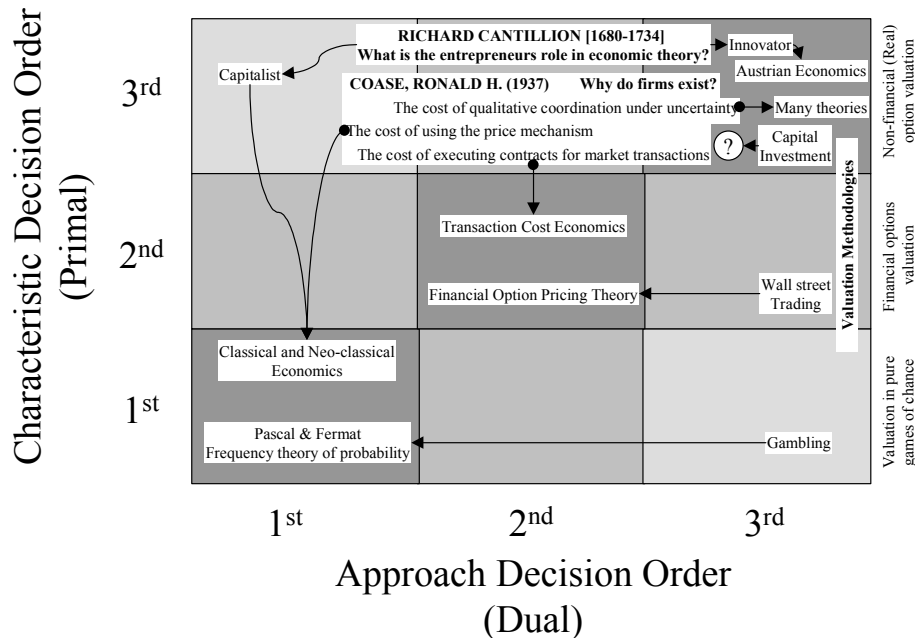 Characteristic Decision Order
(Primal)
3rd
2nd
1st
RICHARD CANTILLION [1680-1734]
What is the entrepreneurs role in economic theory?
Innovator
Capitalist
Austrian Economics
COASE, RONALD H. (1937) Why do firms exist?
The cost of qualitative coordination under uncertainty
Many theories
The cost of using the price mechanism
The cost of executing contracts for market transactions
?
Capital
Investment
Transaction Cost Economics
Financial Option Pricing Theory
Wall street
Trading
Classical and Neo-classical
Economics
Pascal & Fermat
Frequency theory of probability
Gambling
Valuation Methodologies
Non-financial (Real)
option valuation
Financial options
valuation
Valuation in pure
games of chance
1st
2nd
3rd
Approach Decision Order
(Dual)